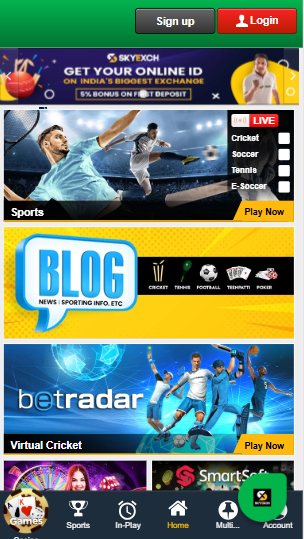 Sign up
Login
SKYEXCH
GET YOUR ONLINE ID
ON INDIA'S BIGGEST EXCHANGE
5% BONUS ON FIRST DEPOSIT
LIVE
Cricket
Soccer
Tennis
E-Soccer
Sports
Play Now
BLOG
NEWS | SPORTING INFO. ETC
CRICKET TENNIS FOOTBALL TEENPATTI POKER
betradar
Virtual Cricket
Play Now
SmartSoft
Games
Sports
In-Play
Home
Multi...
Account
SKYEXCH